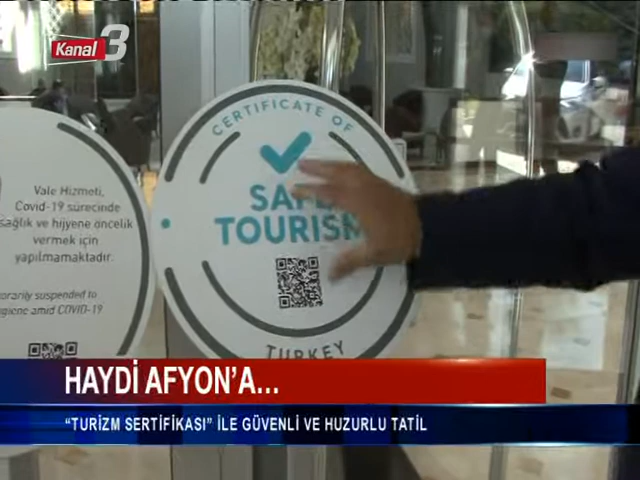 Kanal 3
CERTIFICATE OF
SAFE
TOURISM
TURKEY
Vale Hizmeti,
Covid-19 sürecinde
sağlık ve hijyene öncelik
vermek için
yapılmamaktadır.
suspended to
amid COVID-19
HAYDİ AFYON'A...
"TURİZM SERTİFİKASI" İLE GÜVENLİ VE HUZURLU TATİL